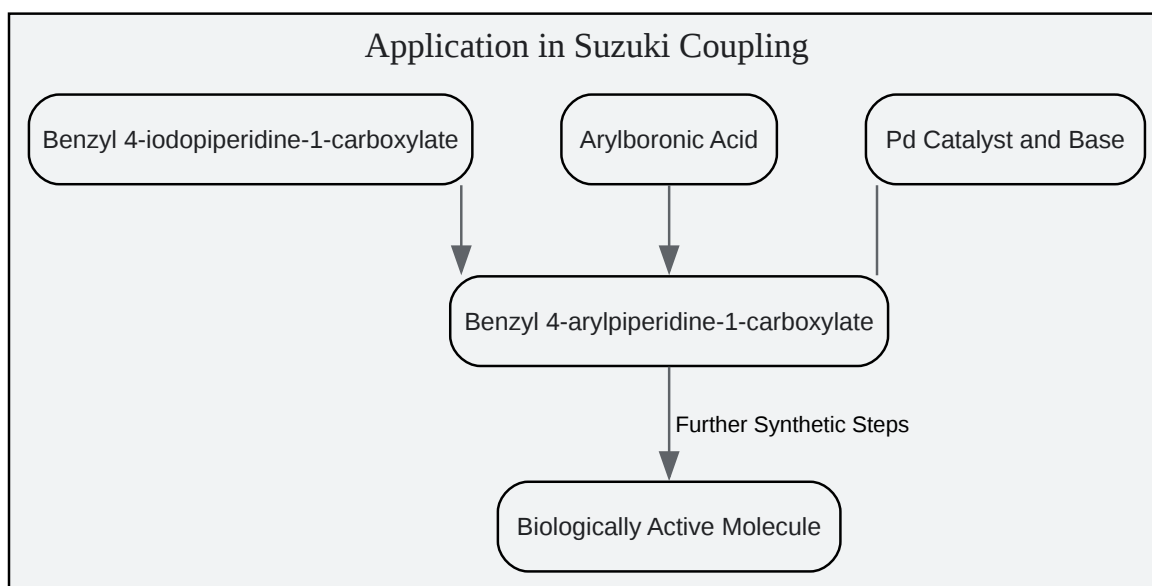 Application in Suzuki Coupling
Benzyl 4-iodopiperidine-1-carboxylate
Arylboronic Acid
Pd Catalyst and Base
Benzyl 4-arylpiperidine-1-carboxylate
Further Synthetic Steps
Biologically Active Molecule